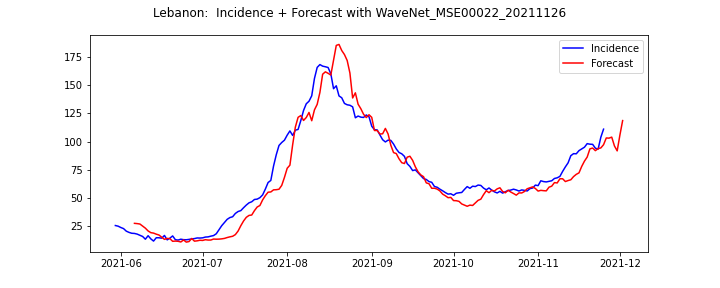 Lebanon:  Incidence + Forecast with WaveNet_MSE00022_20211126
Incidence
Forecast
175
150
125
100
75
50
25
2021-06 2021-07 2021-08 2021-09 2021-10 2021-11 2021-12